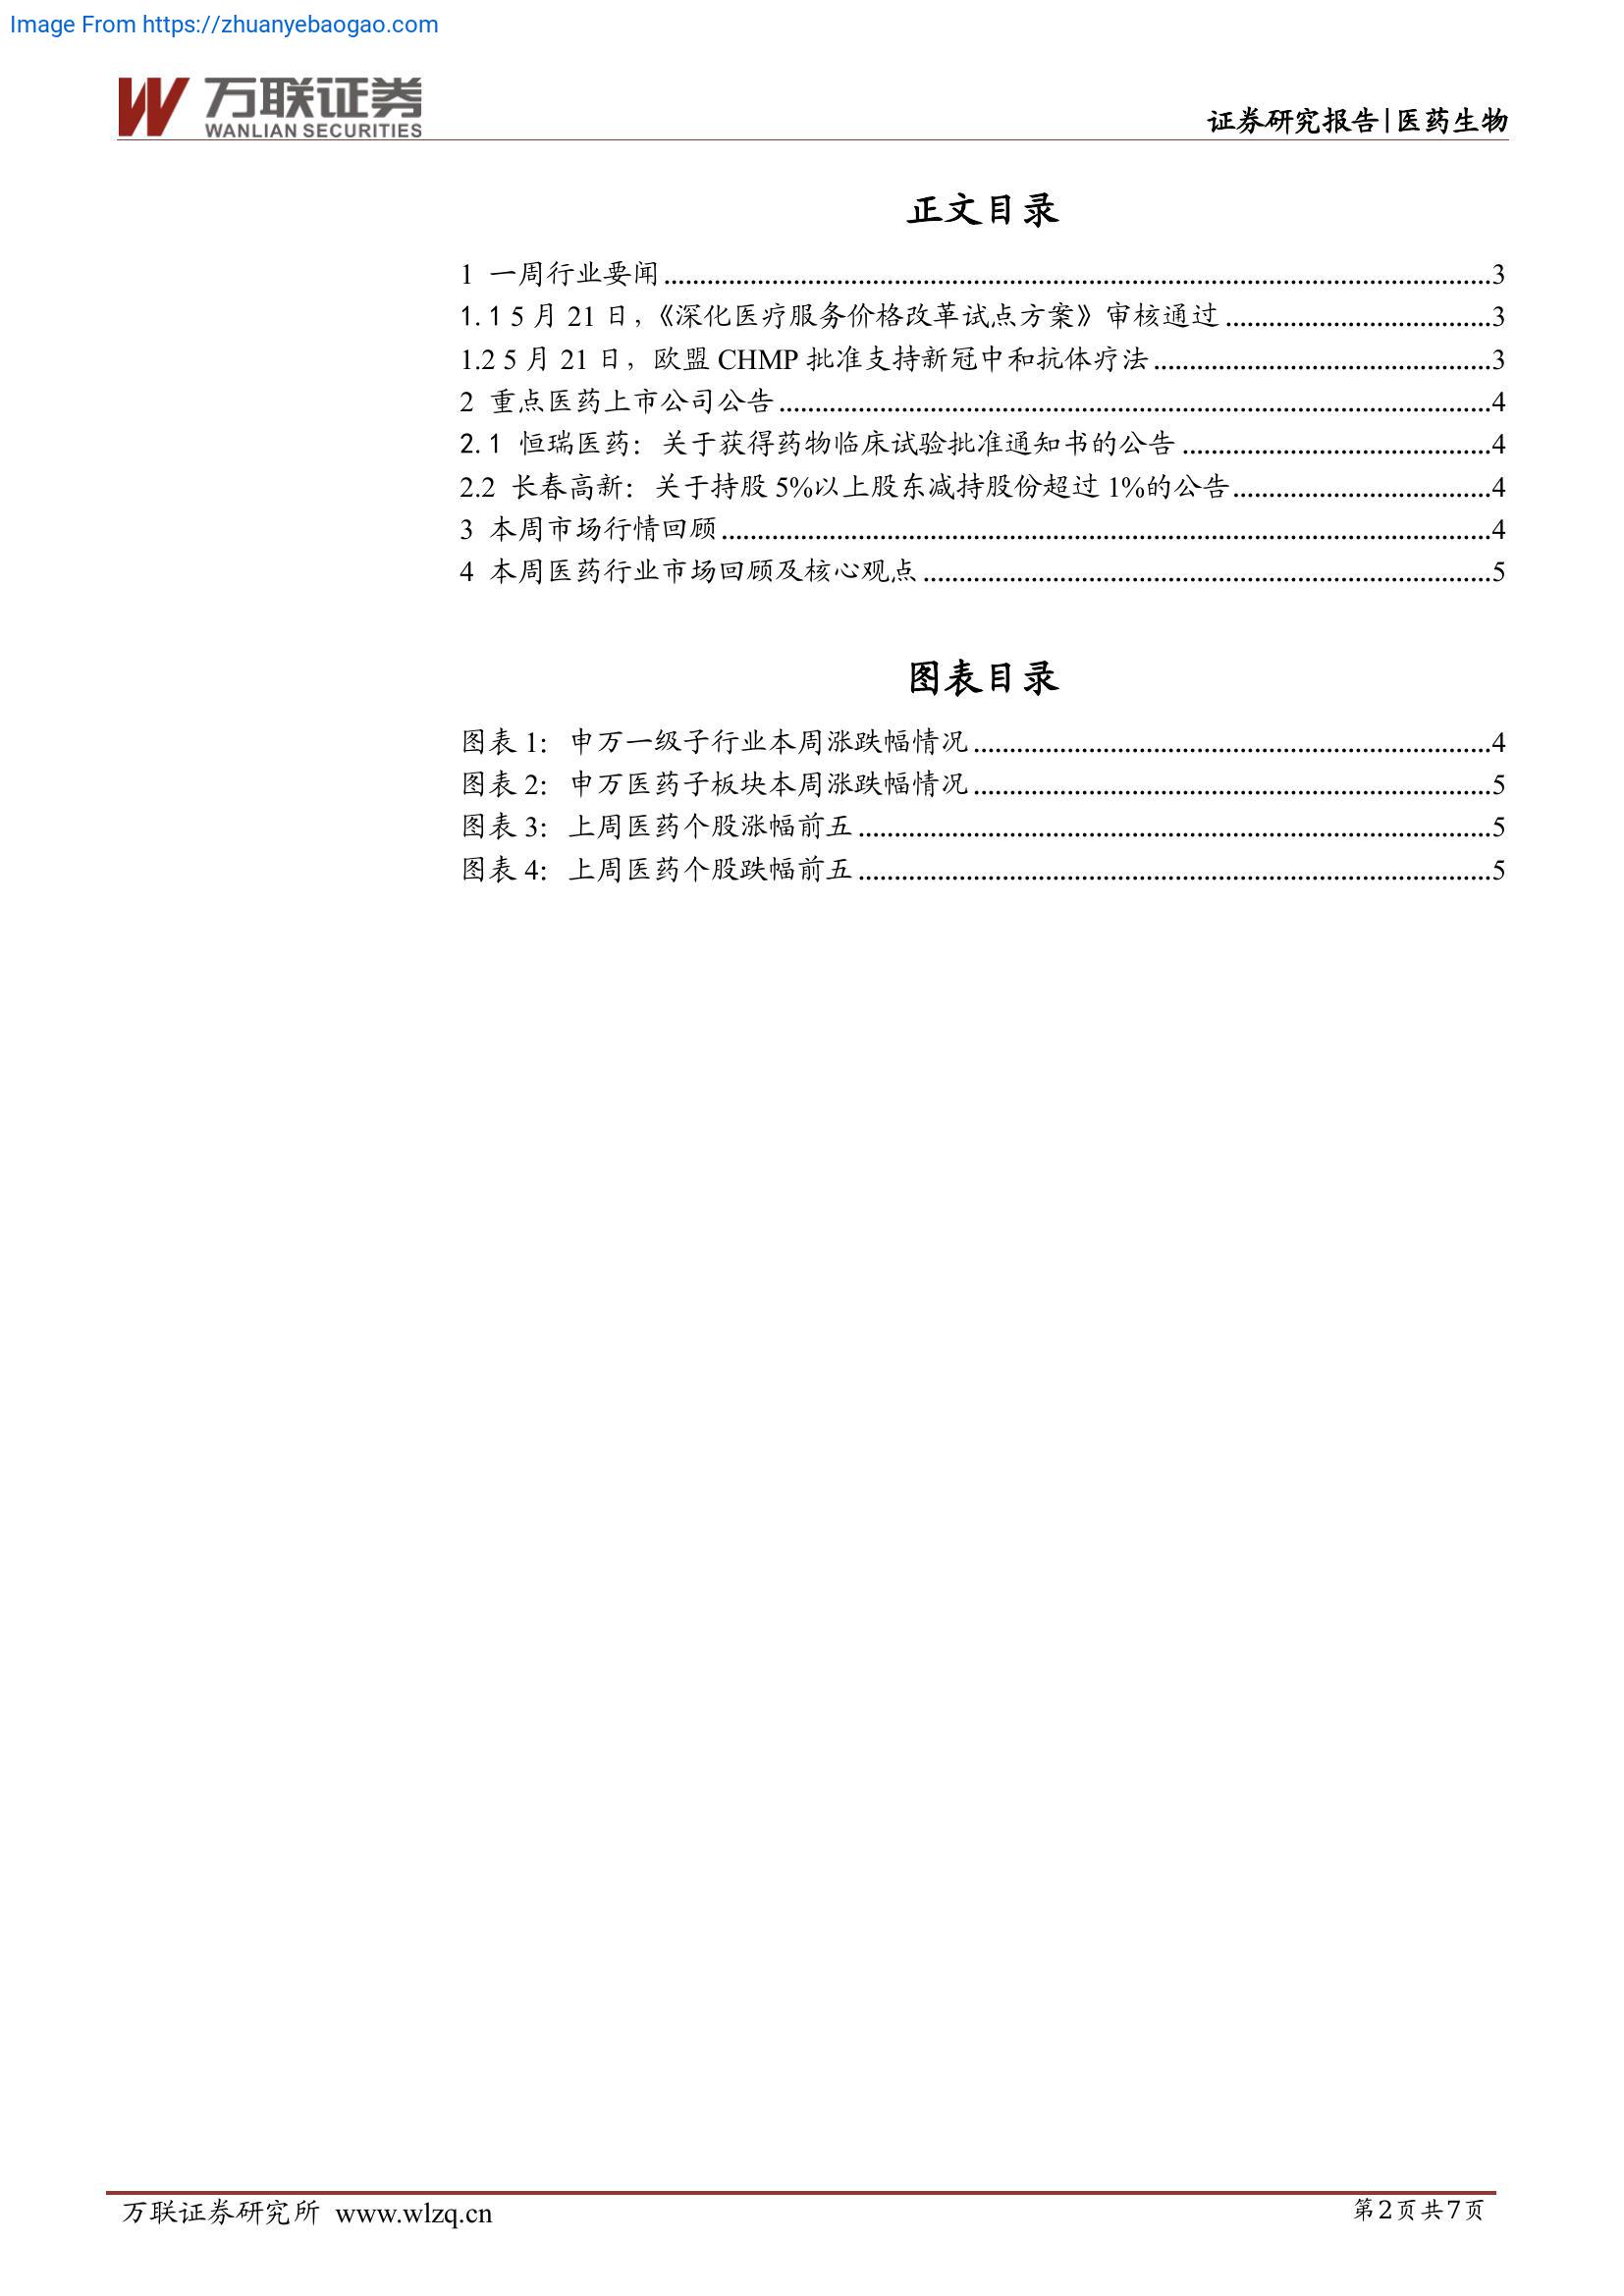 Image From https://zhuanyebaogao.com
万联证券
WANLIAN SECURITIES
证券研究报告|医药生物
正文目录
1 一周行业要闻........................................3
1.1 5 月 21 日，《深化医疗服务价格改革试点方案》审核通过........................................3
1.2 5 月 21 日，欧盟 CHMP 批准支持新冠中和抗体疗法........................................3
2 重点医药上市公司公告........................................4
2.1 恒瑞医药：关于获得药物临床试验批准通知书的公告........................................4
2.2 长春高新：关于持股 5%以上股东减持股份超过 1%的公告........................................4
3 本周市场行情回顾........................................4
4 本周医药行业市场回顾及核心观点........................................5
图表目录
图表 1：申万一级子行业本周涨跌幅情况........................................4
图表 2：申万医药子板块本周涨跌幅情况........................................5
图表 3：上周医药个股涨幅前五........................................5
图表 4：上周医药个股跌幅前五........................................5
万联证券研究所 www.wlzq.cn
第2页共7页